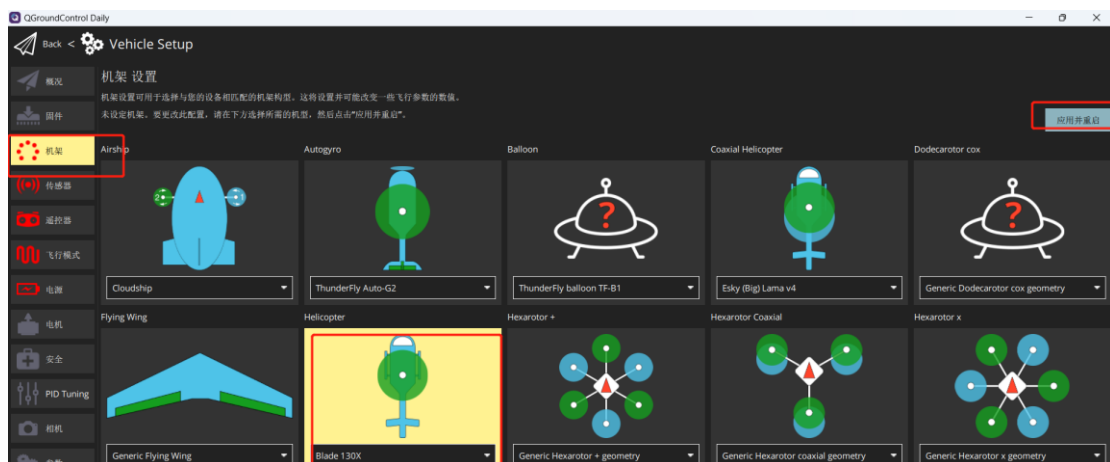 QGroundControl Daily
Back < Vehicle Setup
概况
固件
机架
传感器
遥控器
飞行模式
电源
电机
安全
PID Tuning
相机
机架 设置
机架设置可用于选择与您的设备相匹配的机架构型。这将设置并可能改变一些飞行参数的数值。
未设定机架。要更改此配置，请在下方选择所需的机型，然后点击"应用并重启"。
应用并重启
Airship
Autogyro
Balloon
Coaxial Helicopter
Dodecarotor cox
2
1
?
?
Cloudship
ThunderFly Auto-G2
ThunderFly balloon TF-B1
Esky (Big) Lama v4
Generic Dodecarotor cox geometry
Flying Wing
Helicopter
Hexarotor +
Hexarotor Coaxial
Hexarotor x
Generic Flying Wing
Blade 130X
Generic Hexarotor + geometry
Generic Hexarotor coaxial geometry
Generic Hexarotor x geometry